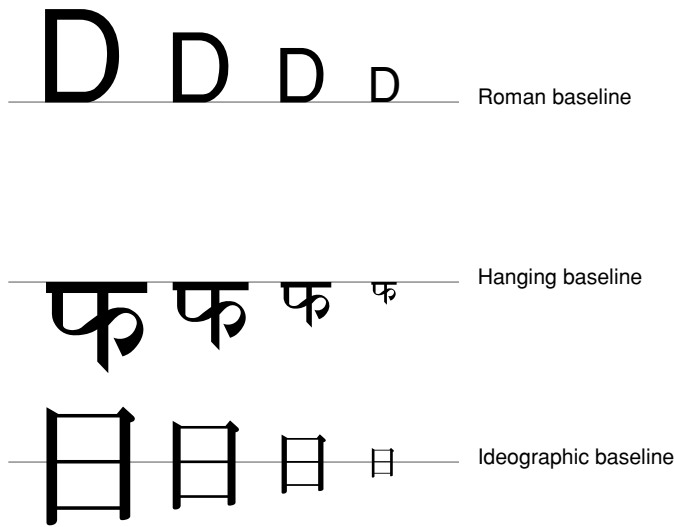 D D D D Roman baseline
फ फ फ फ Hanging baseline
日 日 日 日 Ideographic baseline